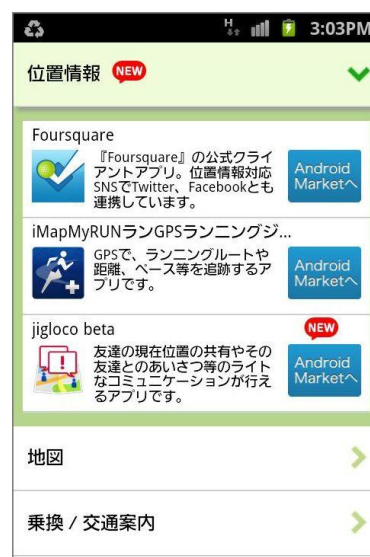 H
3:03PM
位置情報 NEW
Foursquare
『Foursquare』の公式クライ
アントアプリ。位置情報対応
SNSでTwitter、Facebookとも
連携しています。
Android
Marketへ
iMapMyRUNランGPSランニングジ...
GPSで、ランニングルートや
距離、ペース等を追跡するア
プリです。
Android
Marketへ
jigloco beta
NEW
友達の現在位置の共有やその
友達とのあいさつ等のライト
なコミュニケーションが行え
るアプリです。
Android
Marketへ
地図
乗換 / 交通案内